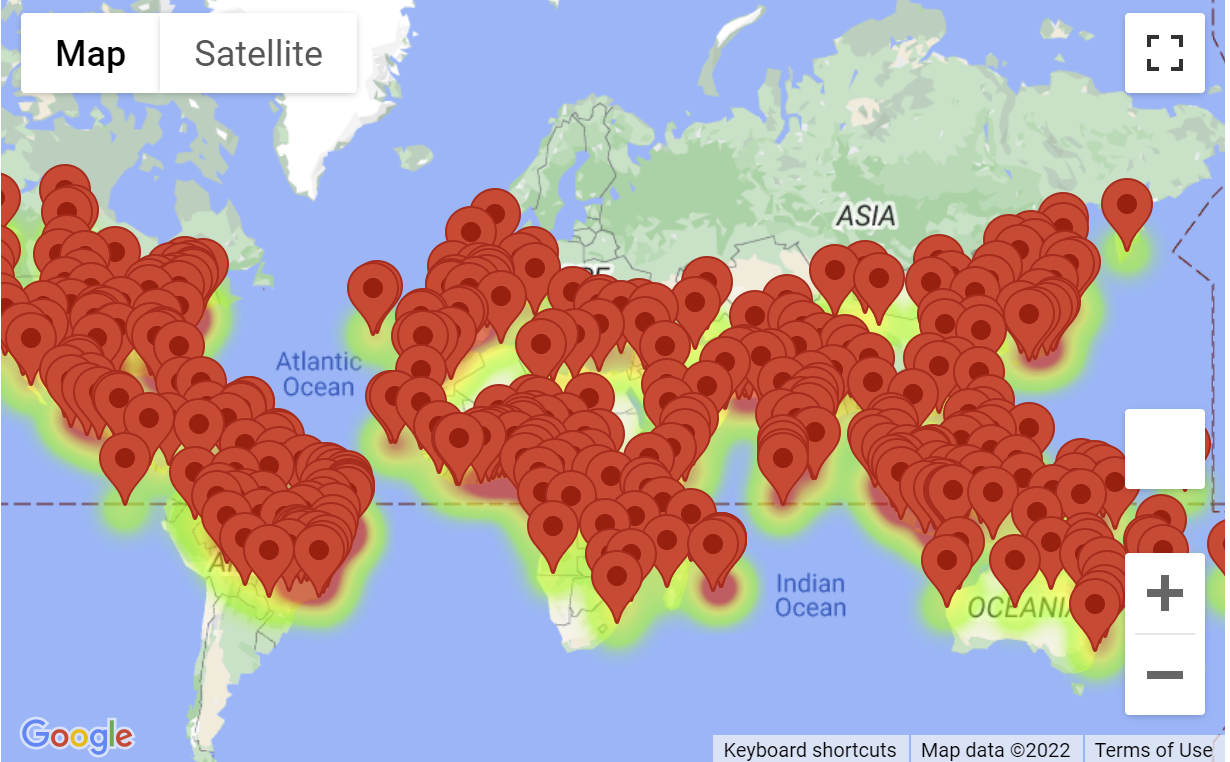 Map
Satellite
ASIA
Atlantic
Ocean
Indian
Ocean
OCEANIA
Google
Keyboard shortcuts
Map data ©2022
Terms of Use